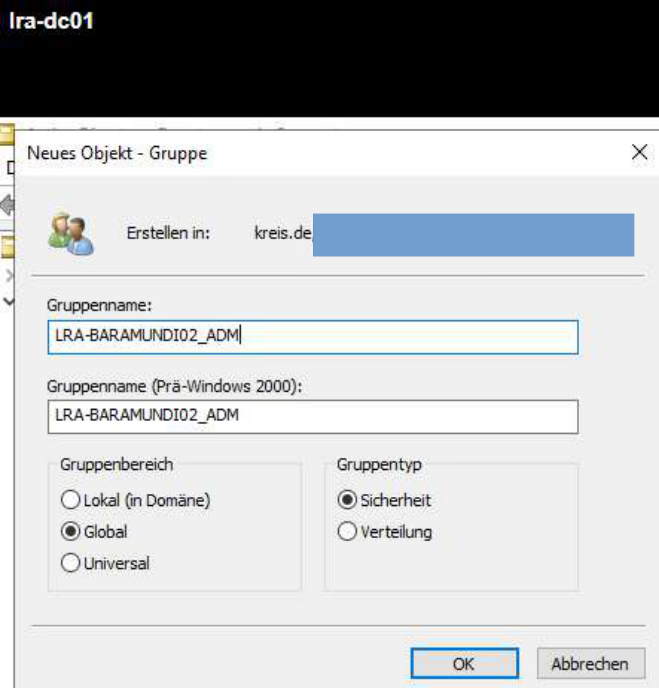 lra-dc01
Neues Objekt - Gruppe
Erstellen in: kreis.de
Gruppenname:
LRA-BARAMUNDI02_ADM
Gruppenname (Prä-Windows 2000):
LRA-BARAMUNDI02_ADM
Gruppenbereich
Lokal (in Domäne)
Global
Universal
Gruppentyp
Sicherheit
Verteilung
OK
Abbrechen